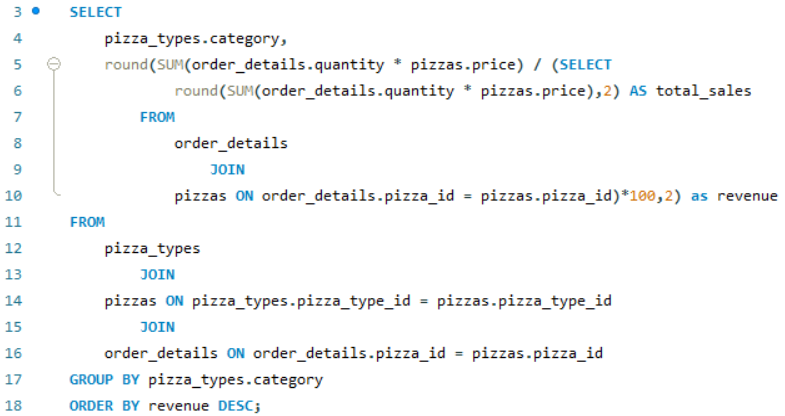 3 SELECT
4 pizza_types.category,
5 round(SUM(order_details.quantity * pizzas.price) / (SELECT
6 round(SUM(order_details.quantity * pizzas.price),2) AS total_sales
7 FROM
8 order_details
9 JOIN
10 pizzas ON order_details.pizza_id = pizzas.pizza_id)*100,2) as revenue
11 FROM
12 pizza_types
13 JOIN
14 pizzas ON pizza_types.pizza_type_id = pizzas.pizza_type_id
15 JOIN
16 order_details ON order_details.pizza_id = pizzas.pizza_id
17 GROUP BY pizza_types.category
18 ORDER BY revenue DESC;